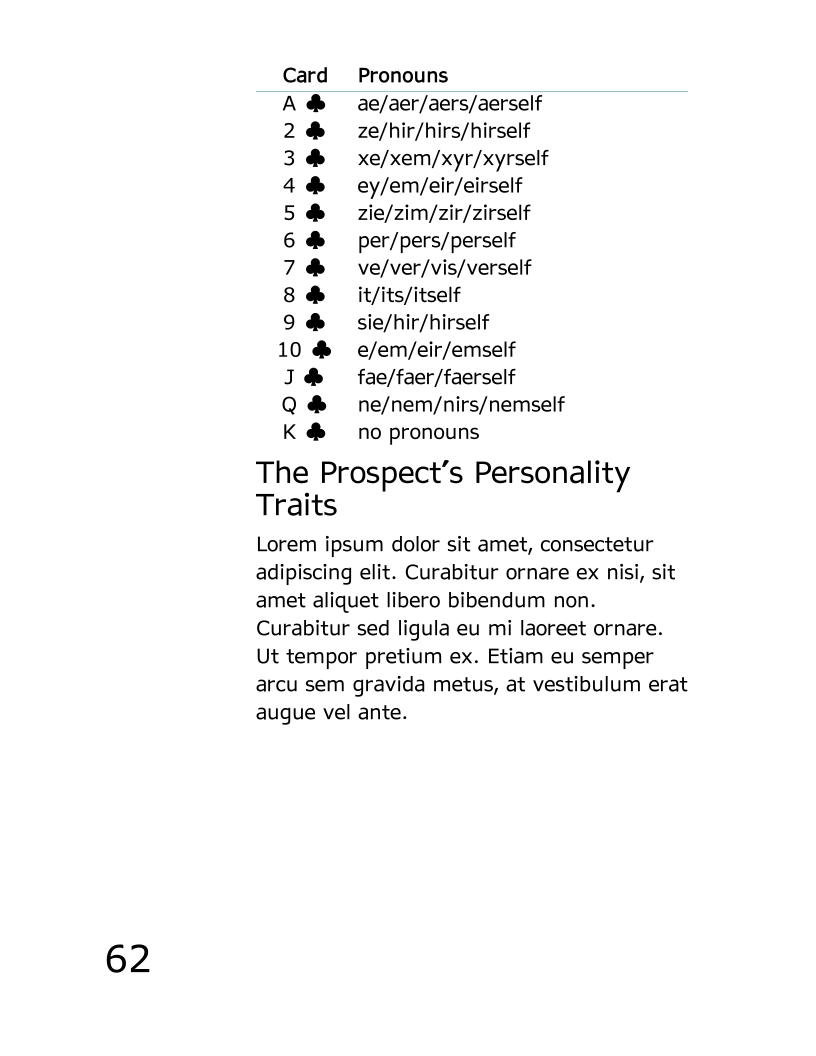 Card Pronouns
A ♣ ae/aer/aers/aerself
2 ♣ ze/hir/hirs/hirself
3 ♣ xe/xem/xyr/xyrself
4 ♣ ey/em/eir/eirself
5 ♣ zie/zim/zir/zirself
6 ♣ per/pers/perself
7 ♣ ve/ver/vis/verself
8 ♣ it/its/itself
9 ♣ sie/hir/hirself
10 ♣ e/em/eir/emself
J ♣ fae/faer/faerself
Q ♣ ne/nem/nirs/nemself
K ♣ no pronouns
The Prospect’s Personality
Traits
Lorem ipsum dolor sit amet, consectetur
adipiscing elit. Curabitur ornare ex nisi, sit
amet aliquet libero bibendum non.
Curabitur sed ligula eu mi laoreet ornare.
Ut tempor pretium ex. Etiam eu semper
arcu sem gravida metus, at vestibulum erat
augue vel ante.
62